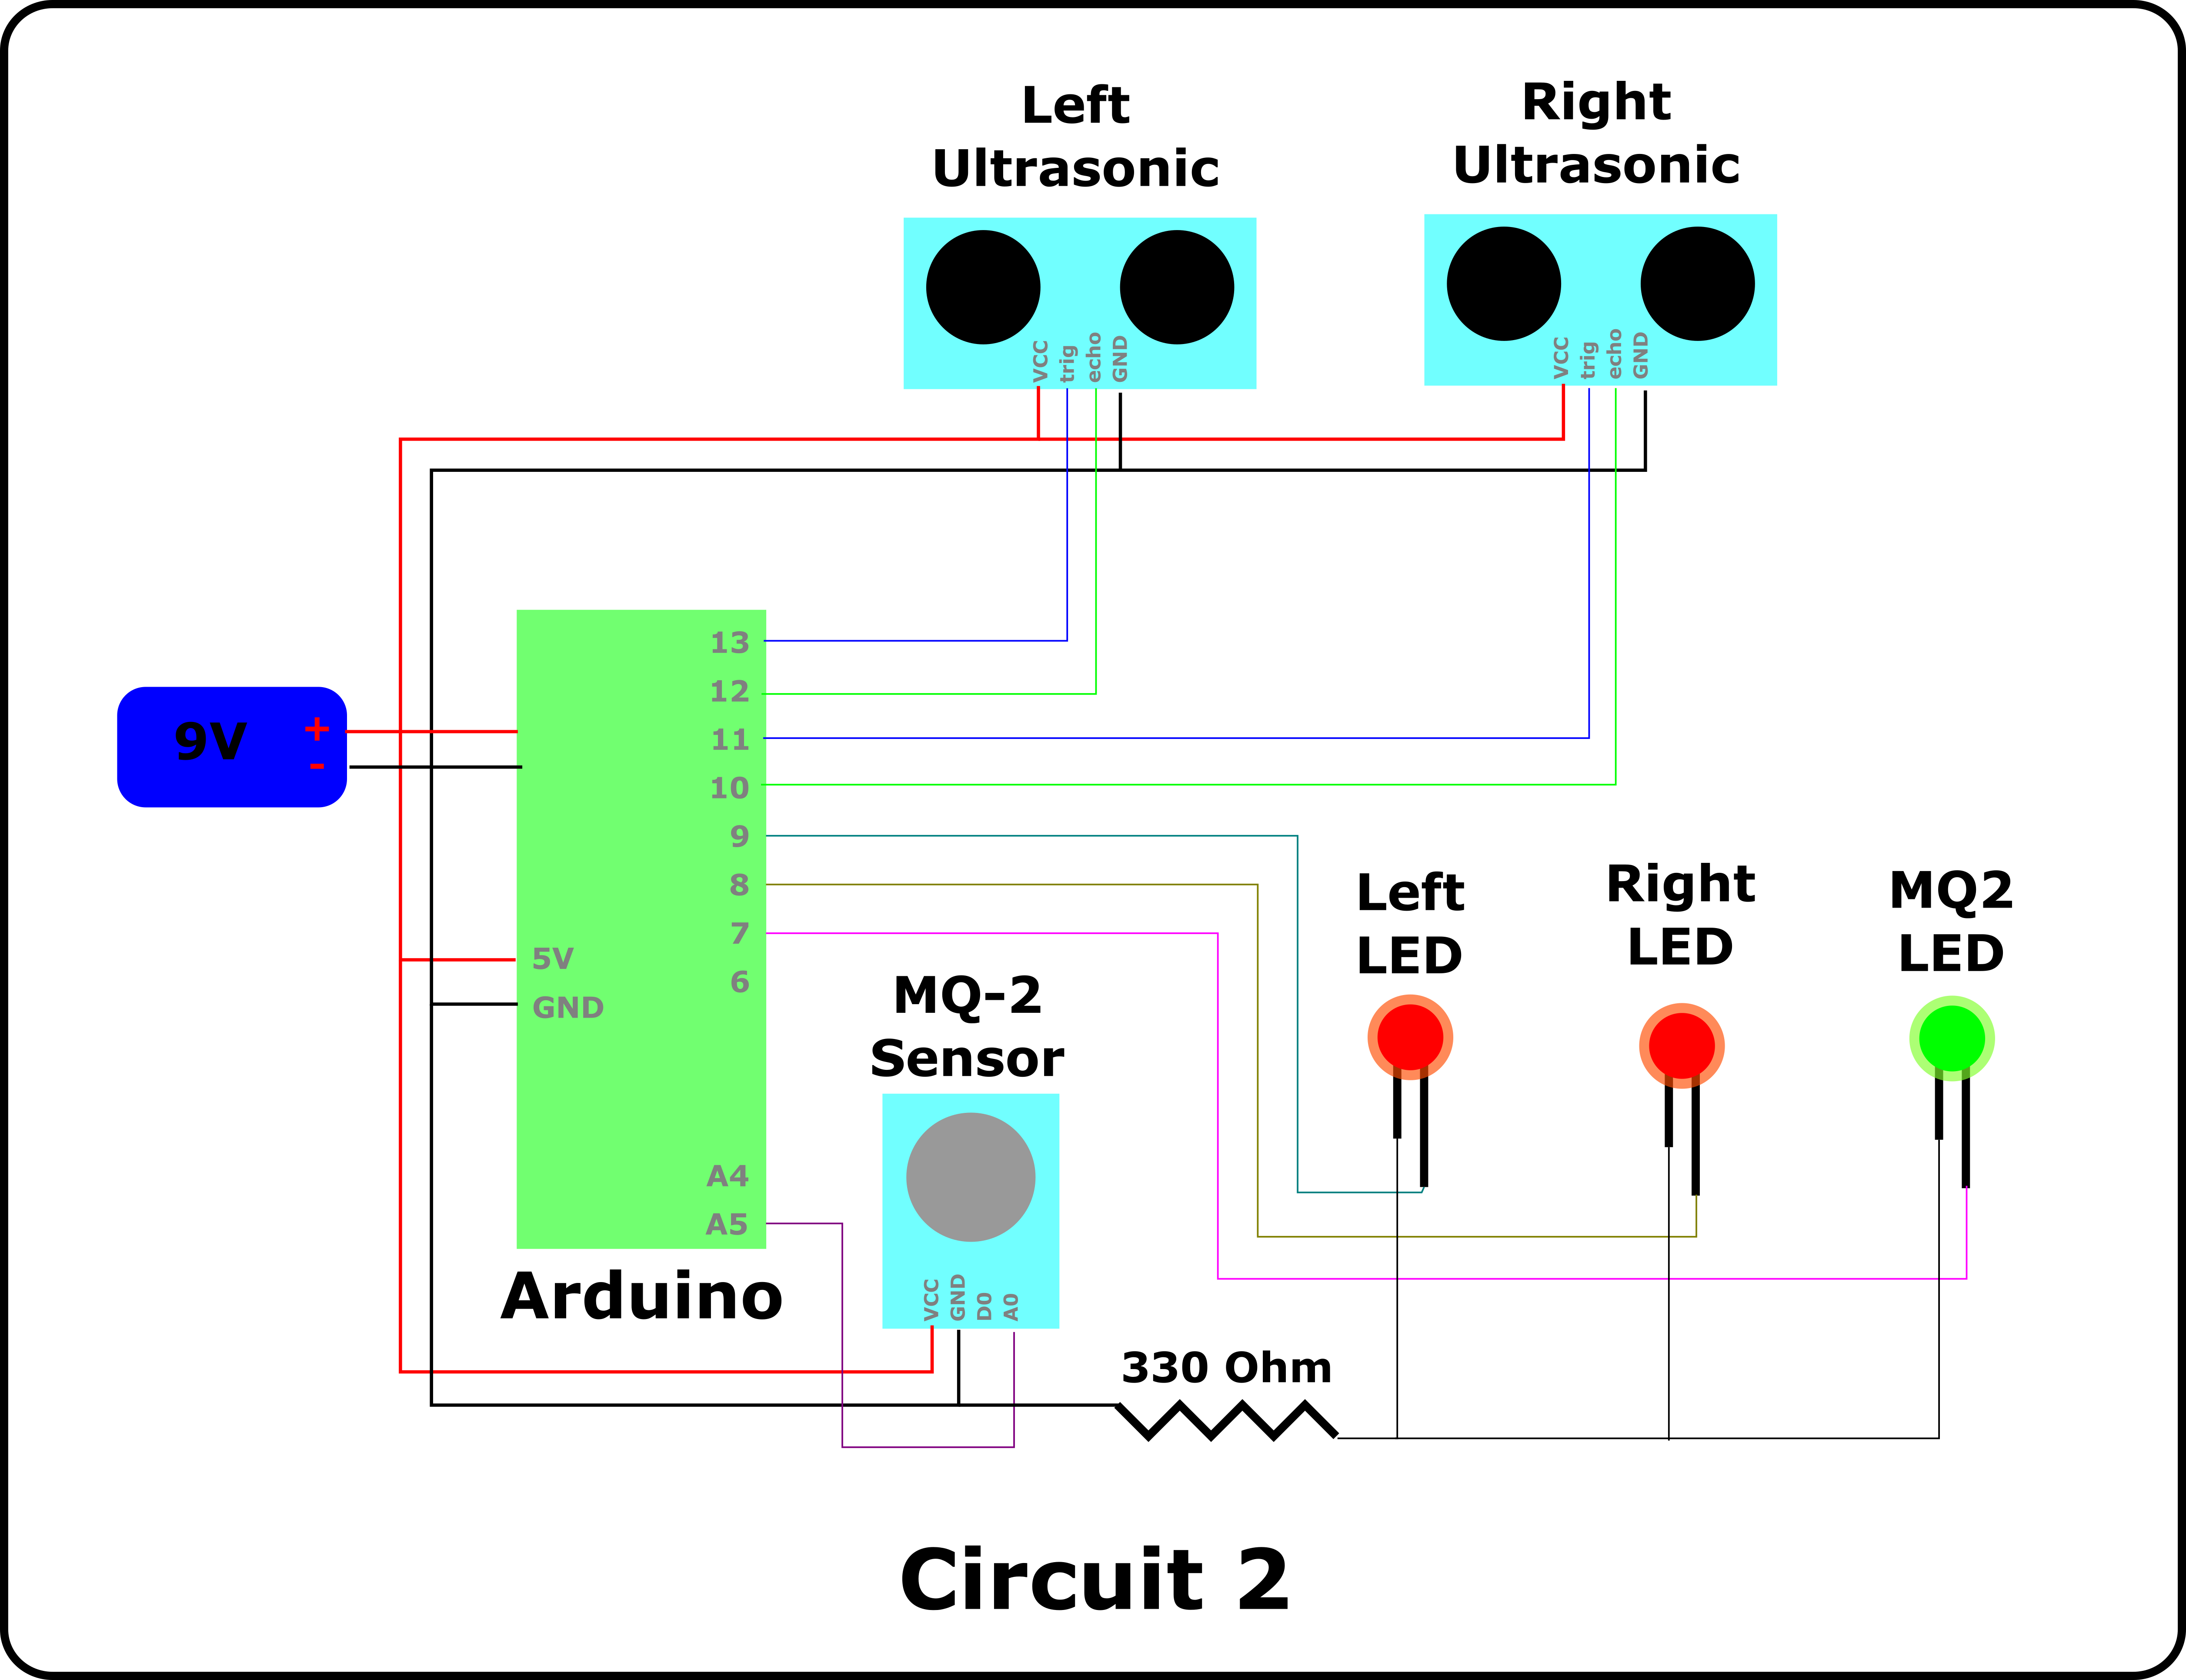 Left
Ultrasonic
Right
Ultrasonic
VCC
trig
echo
GND
VCC
trig
echo
GND
9V
+
-
13
12
11
10
9
8
7
6
5V
GND
A4
A5
Arduino
MQ-2
Sensor
VCC
GND
D0
A0
Left
LED
Right
LED
MQ2
LED
330 Ohm
Circuit 2